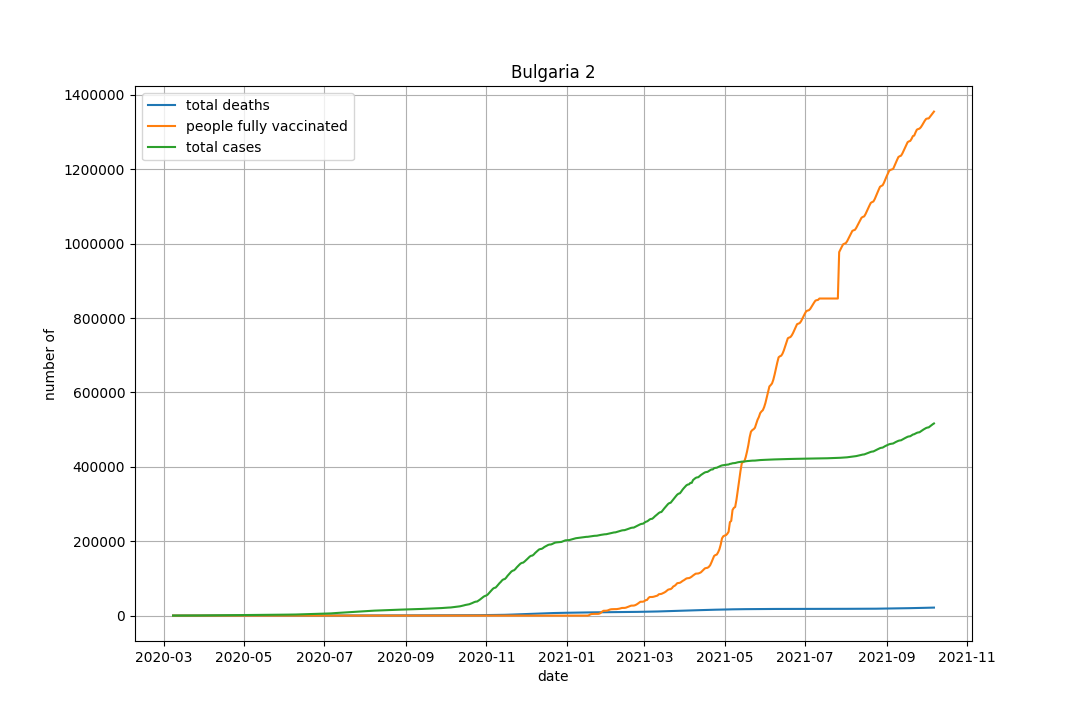 Bulgaria 2
total deaths
people fully vaccinated
total cases
1400000
1200000
1000000
800000
600000
400000
200000
0
number of
2020-03 2020-05 2020-07 2020-09 2020-11 2021-01 2021-03 2021-05 2021-07 2021-09 2021-11
date